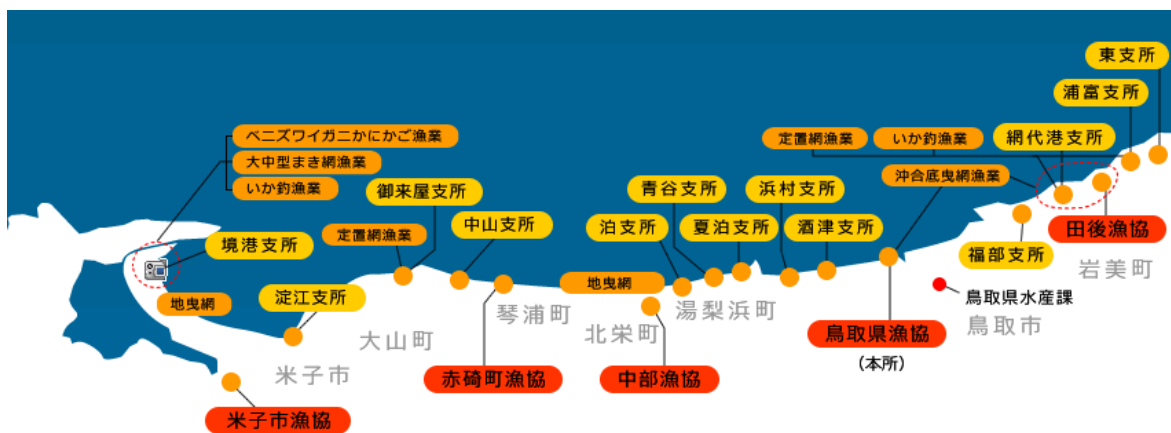 東支所
浦富支所
ベニズワイガニかにかご漁業
大中型まき網漁業
いか釣漁業
定置網漁業
いか釣漁業
網代港支所
沖合底曳網漁業
御来屋支所
青谷支所
浜村支所
中山支所
泊支所
夏泊支所
酒津支所
田後漁協
定置網漁業
境港支所
福部支所
岩美町
地曳網
地曳網
淀江支所
鳥取県水産課
琴浦町
湯梨浜町
鳥取市
大山町
北栄町
鳥取県漁協
(本所)
米子市
赤碕町漁協
中部漁協
米子市漁協